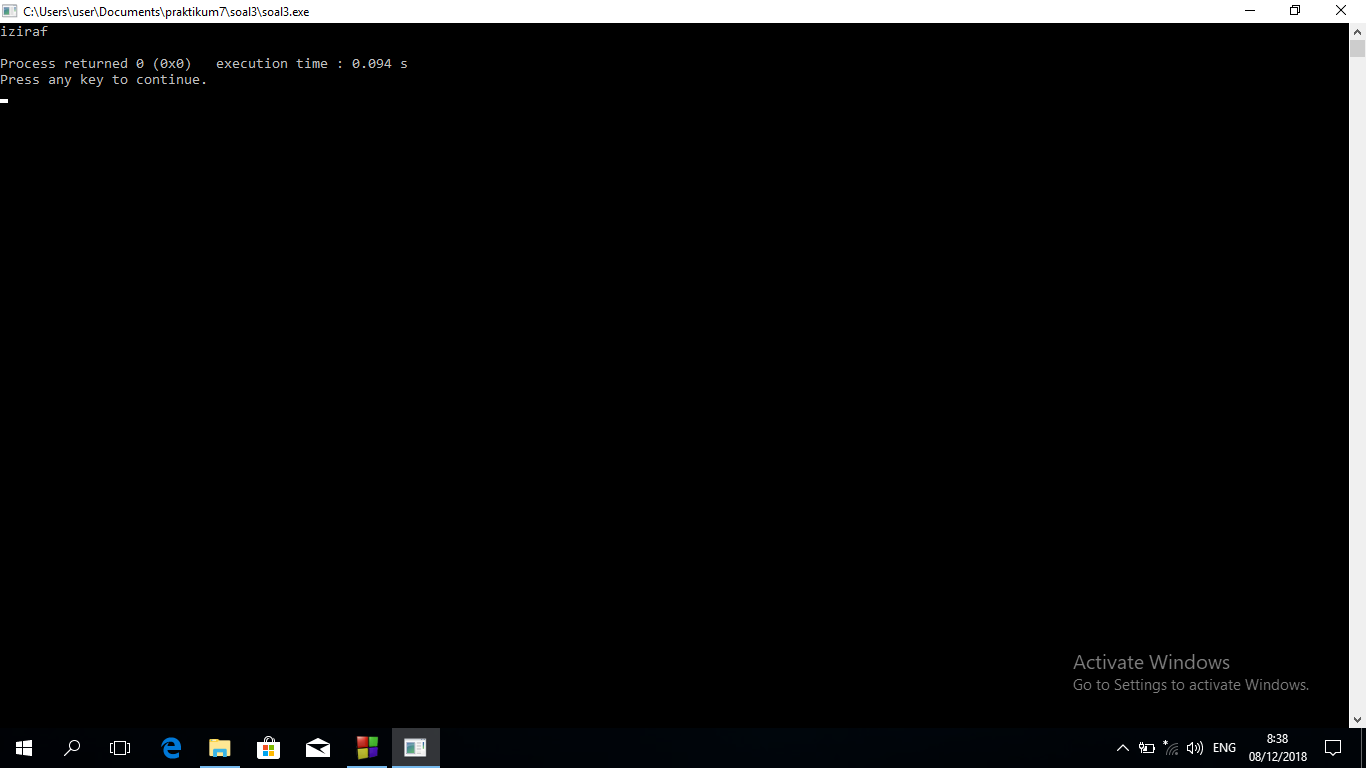 C:\Users\user\Documents\praktikum7\soal3\soal3.exe
iziraf
Process returned 0 (0x0)   execution time : 0.094 s
Press any key to continue.
Activate Windows
Go to Settings to activate Windows.
ENG
8:38
08/12/2018